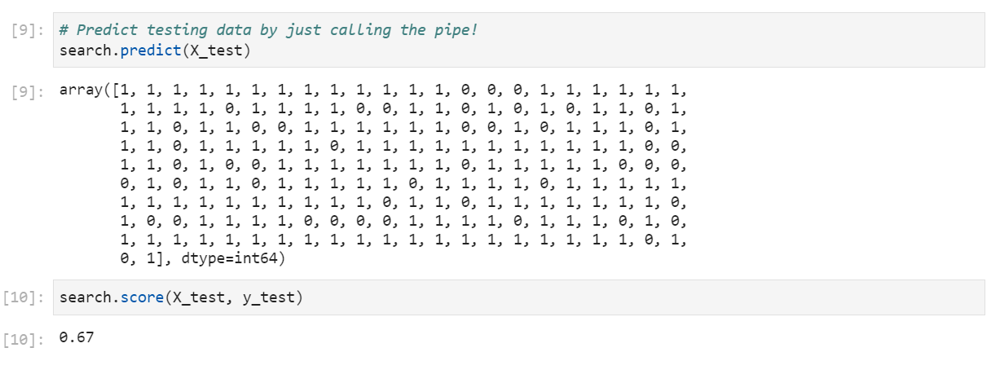 [9]: # Predict testing data by just calling the pipe!
search.predict(X_test)
[9]: array([1, 1, 1, 1, 1, 1, 1, 1, 1, 1, 1, 1, 1, 0, 0, 0, 1, 1, 1, 1, 1, 1,
1, 1, 1, 1, 0, 1, 1, 1, 1, 0, 0, 1, 1, 0, 1, 0, 1, 0, 1, 1, 0, 1,
1, 1, 0, 1, 1, 0, 0, 1, 1, 1, 1, 1, 1, 0, 0, 1, 0, 1, 1, 1, 0, 1,
1, 1, 0, 1, 1, 1, 1, 1, 0, 1, 1, 1, 1, 1, 1, 1, 1, 1, 1, 1, 0, 0,
1, 1, 0, 1, 0, 0, 1, 1, 1, 1, 1, 1, 1, 0, 1, 1, 1, 1, 1, 0, 0, 0,
0, 1, 0, 1, 1, 0, 1, 1, 1, 1, 1, 0, 1, 1, 1, 1, 0, 1, 1, 1, 1, 1,
1, 1, 1, 1, 1, 1, 1, 1, 1, 1, 0, 1, 1, 0, 1, 1, 1, 1, 1, 1, 1, 0,
1, 0, 0, 1, 1, 1, 1, 0, 0, 0, 0, 1, 1, 1, 1, 0, 1, 1, 1, 0, 1, 0,
1, 1, 1, 1, 1, 1, 1, 1, 1, 1, 1, 1, 1, 1, 1, 1, 1, 1, 1, 1, 0, 1,
0, 1], dtype=int64)
[10]: search.score(X_test, y_test)
[10]: 0.67